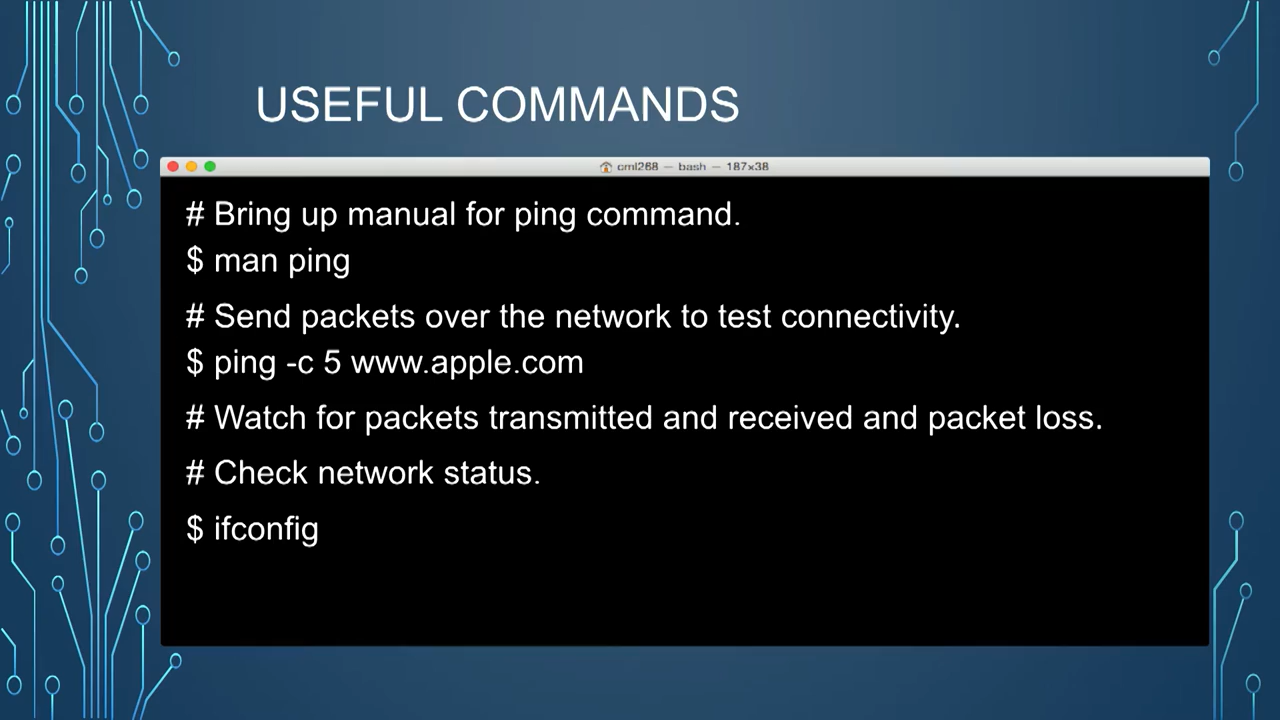 USEFUL COMMANDS
cml268 — bash — 187×38
# Bring up manual for ping command.
$ man ping
# Send packets over the network to test connectivity.
$ ping -c 5 www.apple.com
# Watch for packets transmitted and received and packet loss.
# Check network status.
$ ifconfig